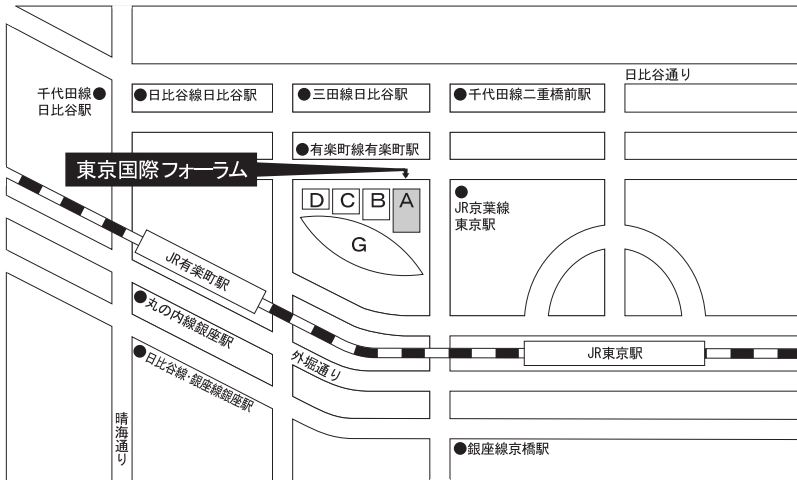 日比谷通り
千代田線
日比谷駅
日比谷線日比谷駅
三田線日比谷駅
千代田線二重橋前駅
有楽町線有楽町駅
東京国際フォーラム
D
C
B
A
G
JR京葉線
東京駅
JR有楽町駅
丸の内線銀座駅
日比谷線・銀座線銀座駅
外堀通り
JR東京駅
晴海通り
銀座線京橋駅